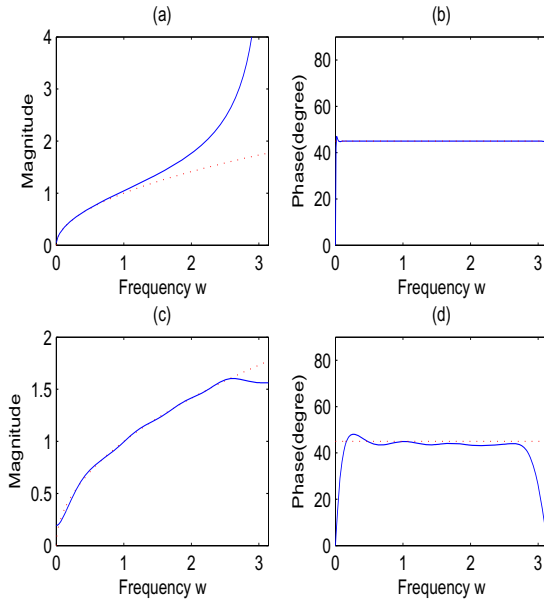 (a)
Magnitude
4
3
2
1
0
0 1 2 3
Frequency w
(b)
Phase(degree)
80
60
40
20
0
0 1 2 3
Frequency w
(c)
Magnitude
2
1.5
1
0.5
0
0 1 2 3
Frequency w
(d)
Phase(degree)
80
60
40
20
0
0 1 2 3
Frequency w